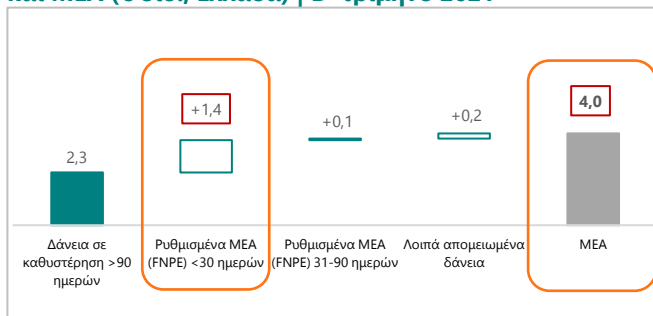 +1,4
4,0
+0,1
+0,2
2,3
Δάνεια σε
καθυστέρηση >90
ημερών
Ρυθμισμένα ΜΕΑ
(FNPE) <30 ημερών
Ρυθμισμένα ΜΕΑ
(FNPE) 31-90 ημερών
Λοιπά απομειωμένα
δάνεια
ΜΕΑ